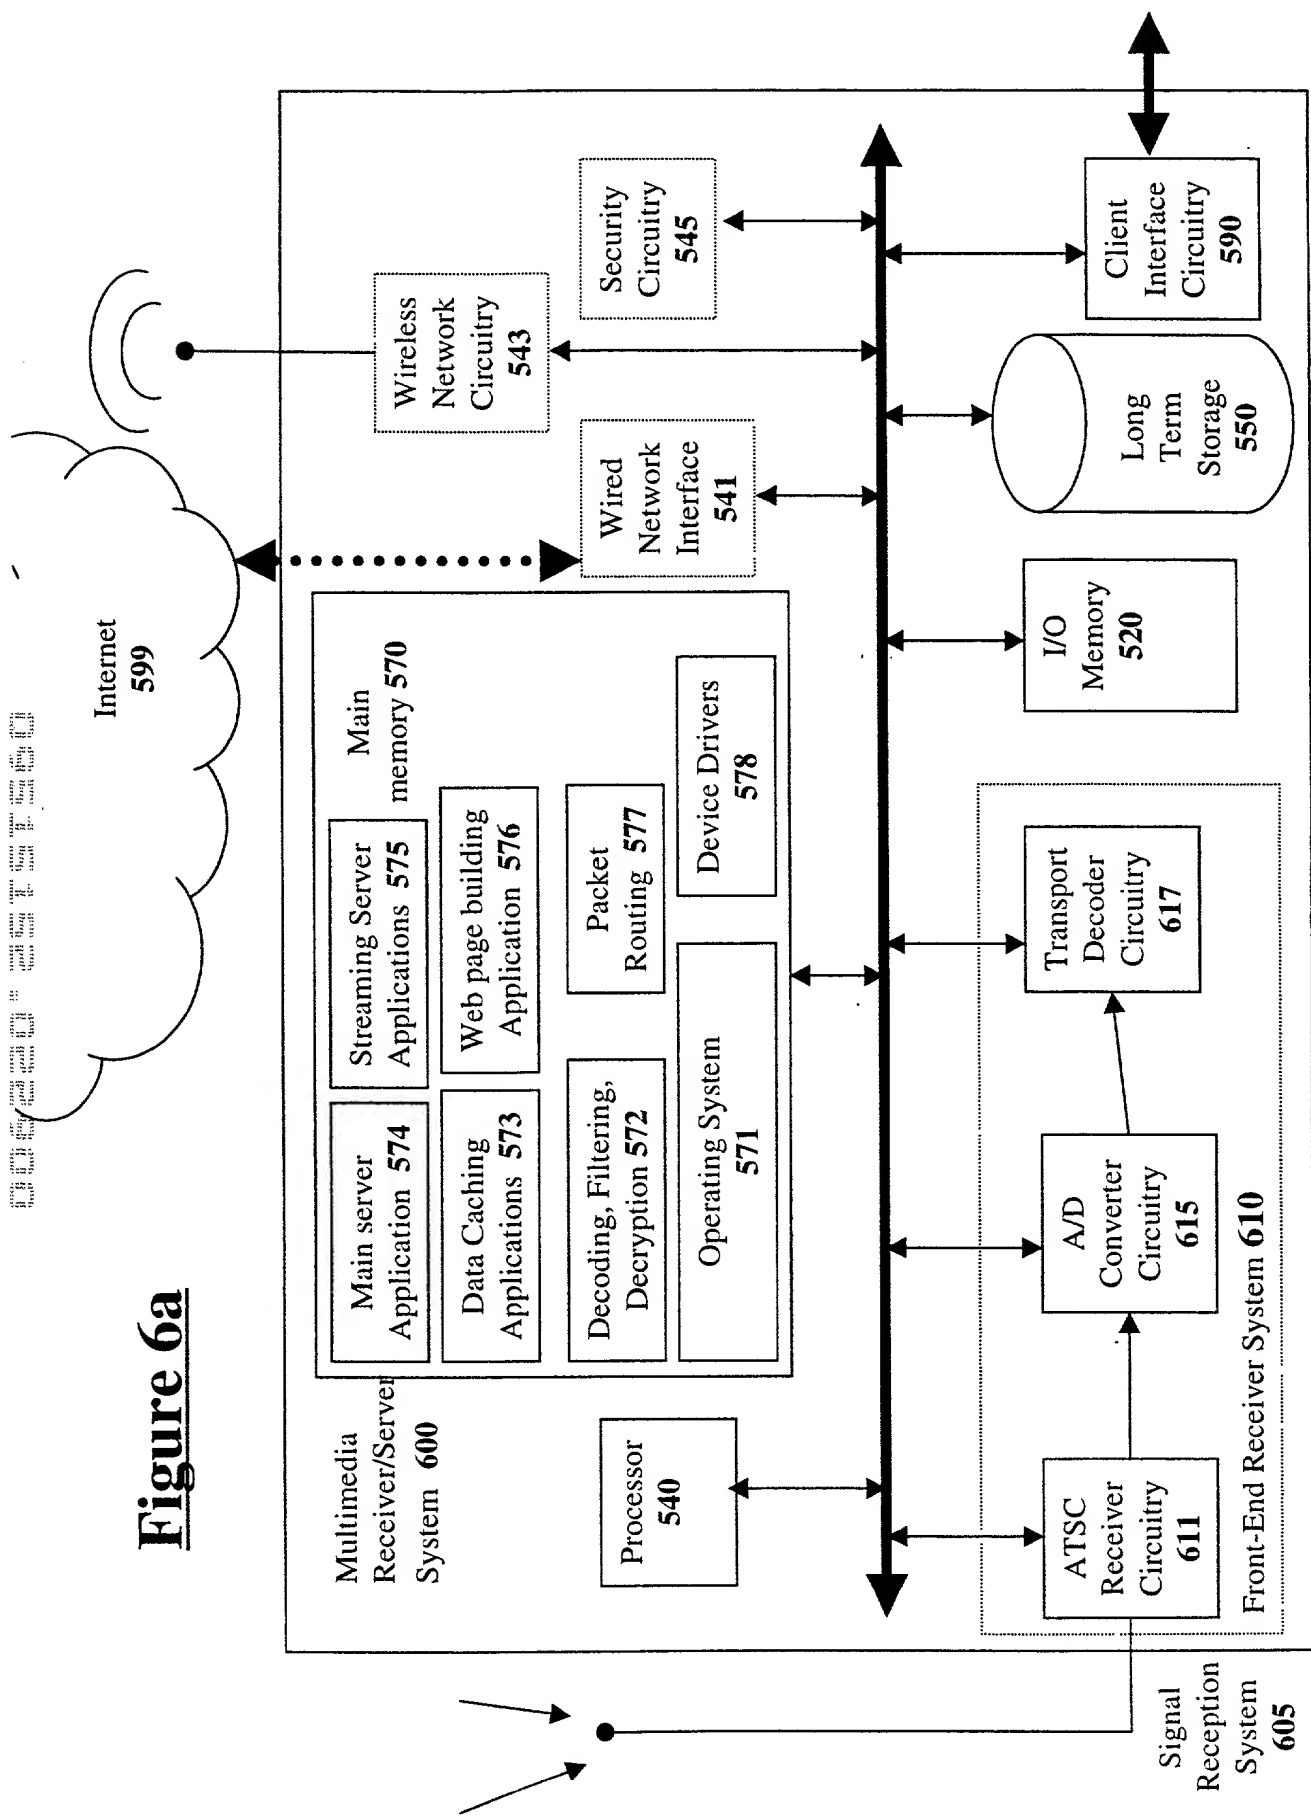 Figure 6a
Internet
599
Multimedia
Receiver/Server
System 600
Main server
Application 574
Streaming Server
Applications 575
Main
memory 570
Data Caching
Applications 573
Web page building
Application 576
Decoding, Filtering,
Decryption 572
Packet
Routing 577
Operating System
571
Device Drivers
578
Processor
540
Wired
Network
Interface
541
Wireless
Network
Circuitry
543
Security
Circuitry
545
Signal
Reception
System
605
ATSC
Receiver
Circuitry
611
A/D
Converter
Circuitry
615
Transport
Decoder
Circuitry
617
Front-End Receiver System 610
I/O
Memory
520
Long
Term
Storage
550
Client
Interface
Circuitry
590